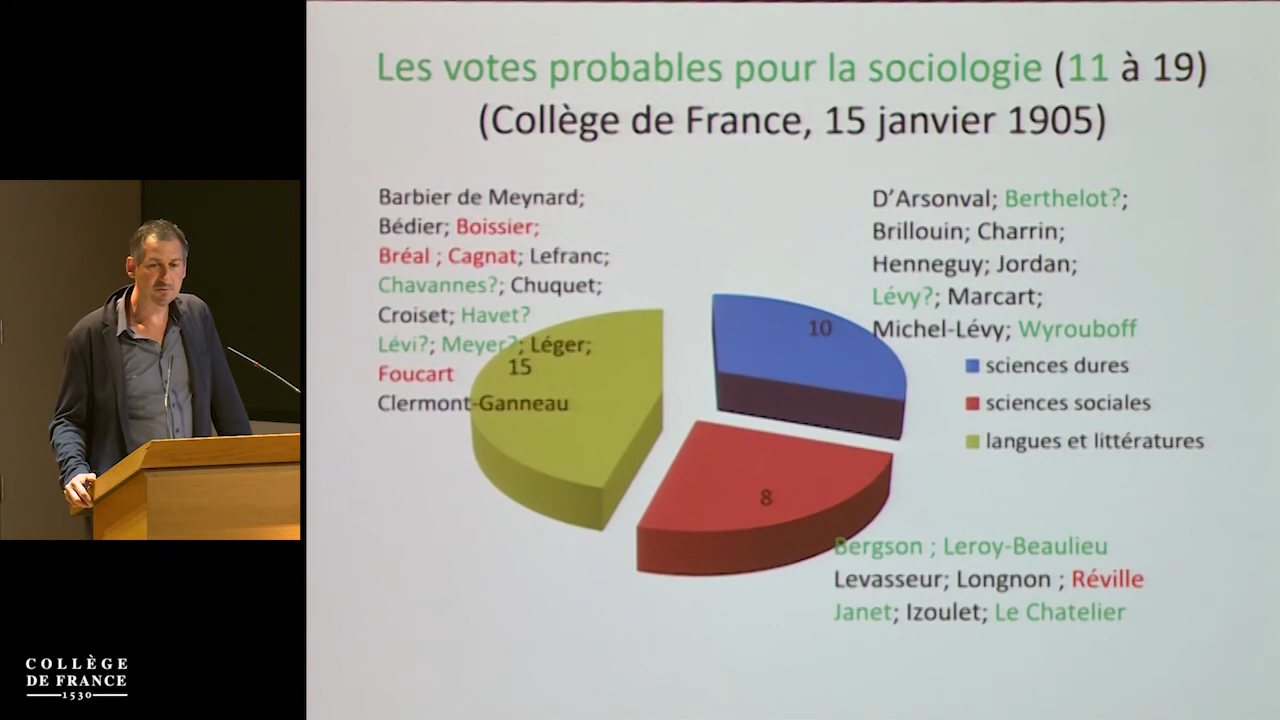 Les votes probables pour la sociologie (11 à 19)
(Collège de France, 15 janvier 1905)
Barbier de Meynard;
Bédier; Boissier;
Bréal ; Cagnat; Lefranc;
Chavannes?; Chuquet;
Croiset; Havet?
Lévi?; Meyer?; Léger;
Foucart
Clermont-Ganneau
15
D'Arsonval; Berthelot?;
Brillouin; Charrin;
Henneguy; Jordan;
Lévy?; Marcart;
Michel-Lévy; Wyrouboff
10
sciences dures
sciences sociales
langues et littératures
8
Bergson ; Leroy-Beaulieu
Levasseur; Longnon ; Réville
Janet; Izoulet; Le Chatelier
COLLÈGE
DE FRANCE
1530